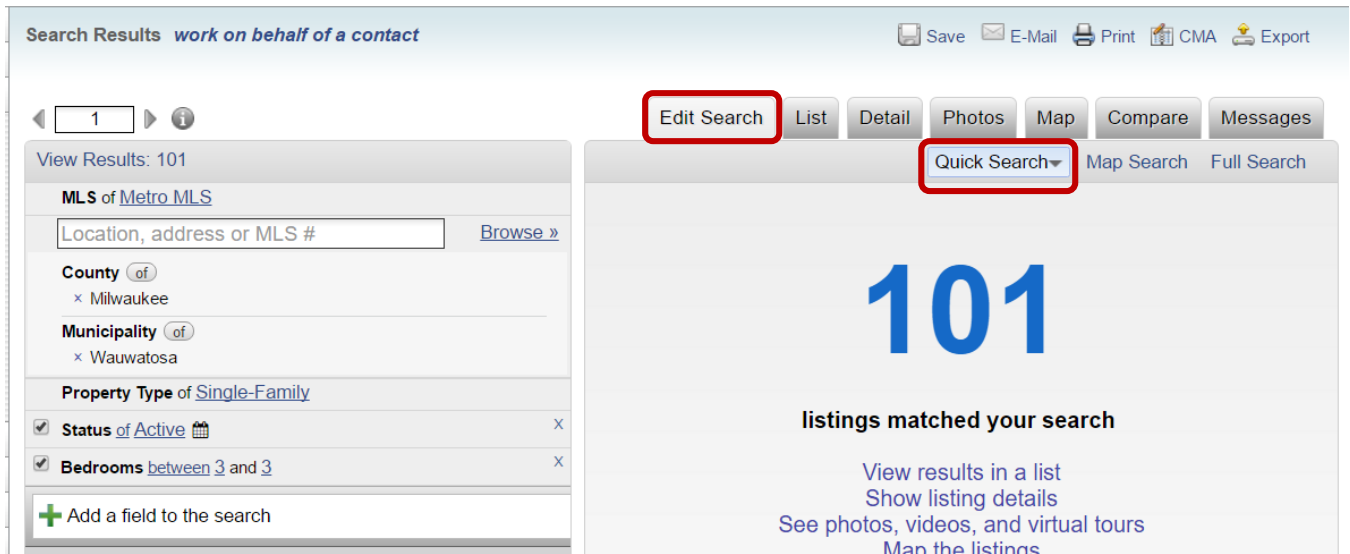 Search Results work on behalf of a contact
Save E-Mail Print CMA Export
1
Edit Search List Detail Photos Map Compare Messages
View Results: 101
Quick Search Map Search Full Search
MLS of Metro MLS
Location, address or MLS # Browse »
County of
× Milwaukee
Municipality of
× Wauwatosa
Property Type of Single-Family
Status of Active X
Bedrooms between 3 and 3 X
Add a field to the search
101
listings matched your search
View results in a list
Show listing details
See photos, videos, and virtual tours
Map the listings